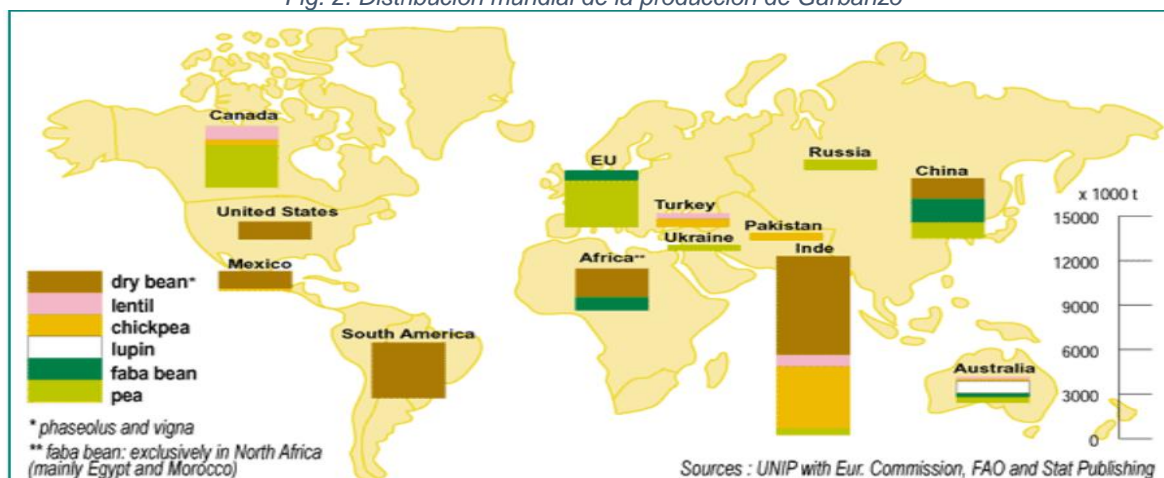 Fig. 2. Distribución mundial de la producción de Garbanzo
Canada
United States
Mexico
South America
EU
Turkey
Ukraine
Africa**
Russia
Pakistan
Inde
China
Australia
x 1000 t
15000
12000
9000
6000
3000
0
dry bean*
lentil
chickpea
lupin
faba bean
pea
* phaseolus and vigna
** faba bean: exclusively in North Africa
(mainly Egypt and Morocco)
Sources : UNIP with Eur. Commission, FAO and Stat Publishing